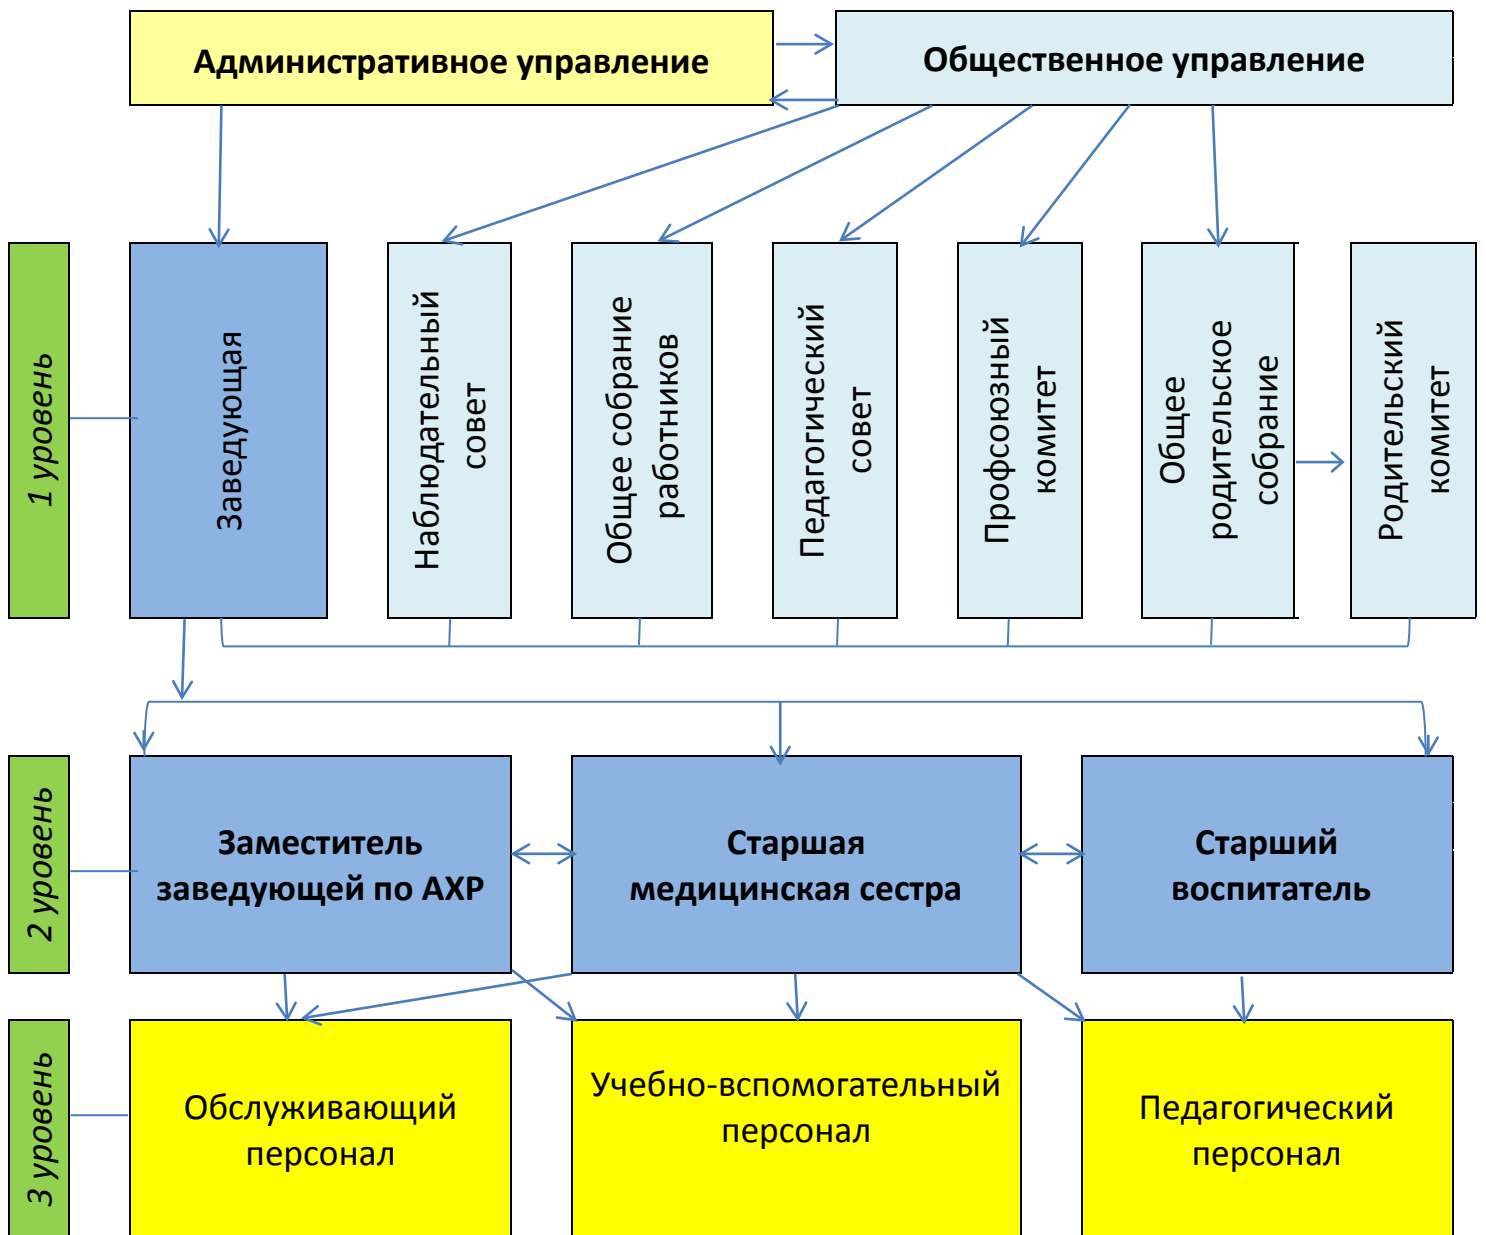 Административное управление
Общественное управление
1 уровень
Заведующая
Наблюдательный
совет
Общее собрание
работников
Педагогический
совет
Профсоюзный
комитет
Общее
родительское
собрание
Родительский
комитет
2 уровень
Заместитель
заведующей по АХР
Старшая
медицинская сестра
Старший
воспитатель
3 уровень
Обслуживающий
персонал
Учебно-вспомогательный
персонал
Педагогический
персонал